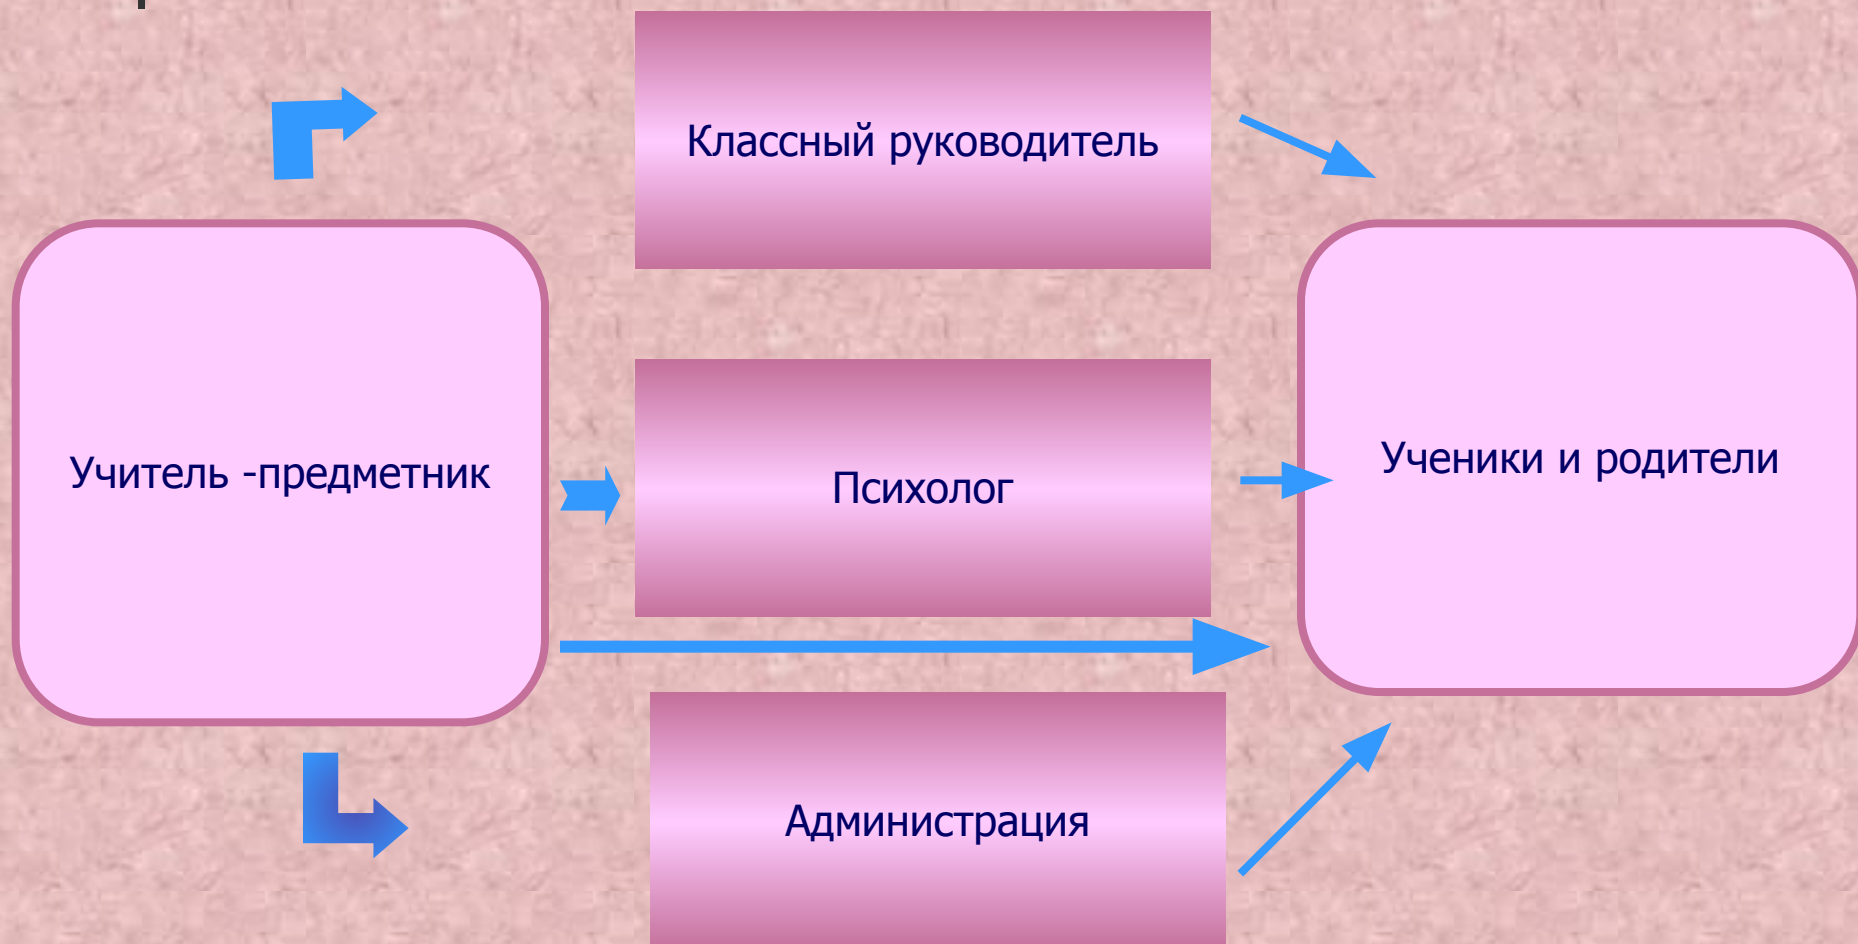 Классный руководитель
Учитель -предметник
Психолог
Ученики и родители
Администрация